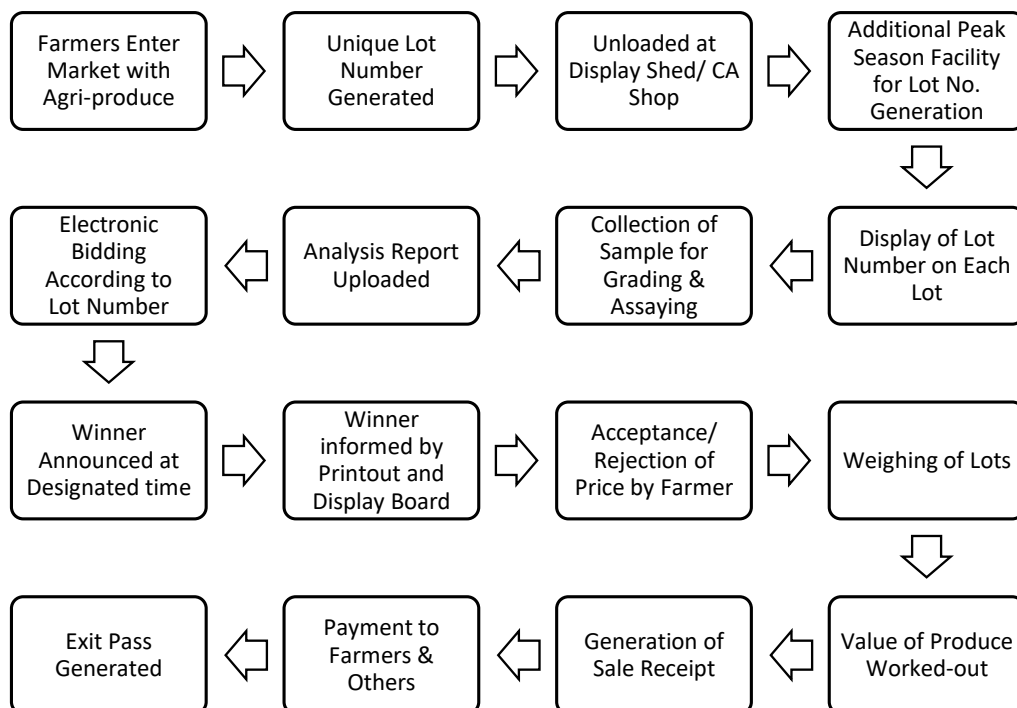 Farmers Enter
Market with
Agri-produce
Unique Lot
Number
Generated
Unloaded at
Display Shed/ CA
Shop
Additional Peak
Season Facility
for Lot No.
Generation
Display of Lot
Number on Each
Lot
Collection of
Sample for
Grading &
Assaying
Analysis Report
Uploaded
Electronic
Bidding
According to
Lot Number
Winner
Announced at
Designated time
Winner
informed by
Printout and
Display Board
Acceptance/
Rejection of
Price by Farmer
Weighing of Lots
Value of Produce
Worked-out
Generation of
Sale Receipt
Payment to
Farmers &
Others
Exit Pass
Generated